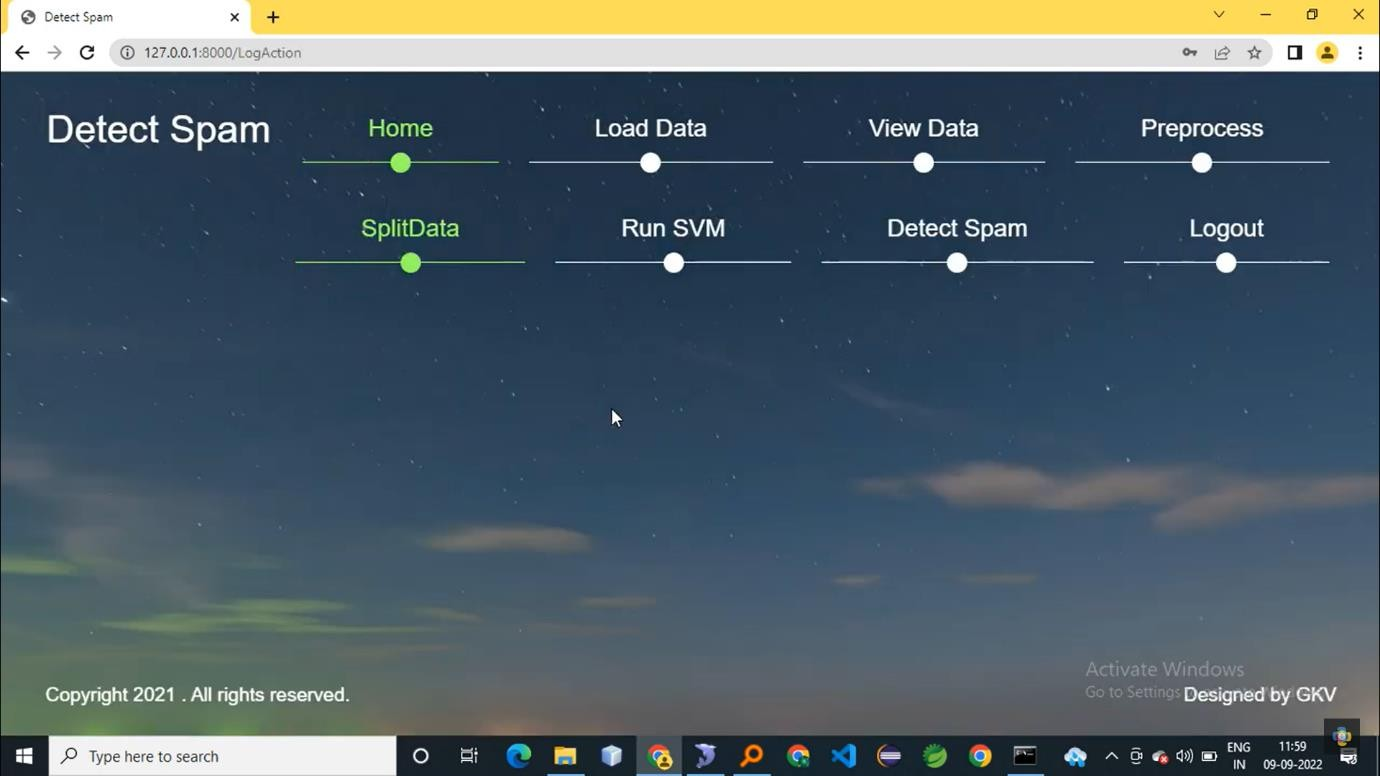 Detect Spam
127.0.0.1:8000/LogAction
Detect Spam
Home
Load Data
View Data
Preprocess
SplitData
Run SVM
Detect Spam
Logout
Activate Windows
Go to Settings
Copyright 2021 . All rights reserved.
Designed by GKV
Type here to search
ENG
IN
11:59
09-09-2022